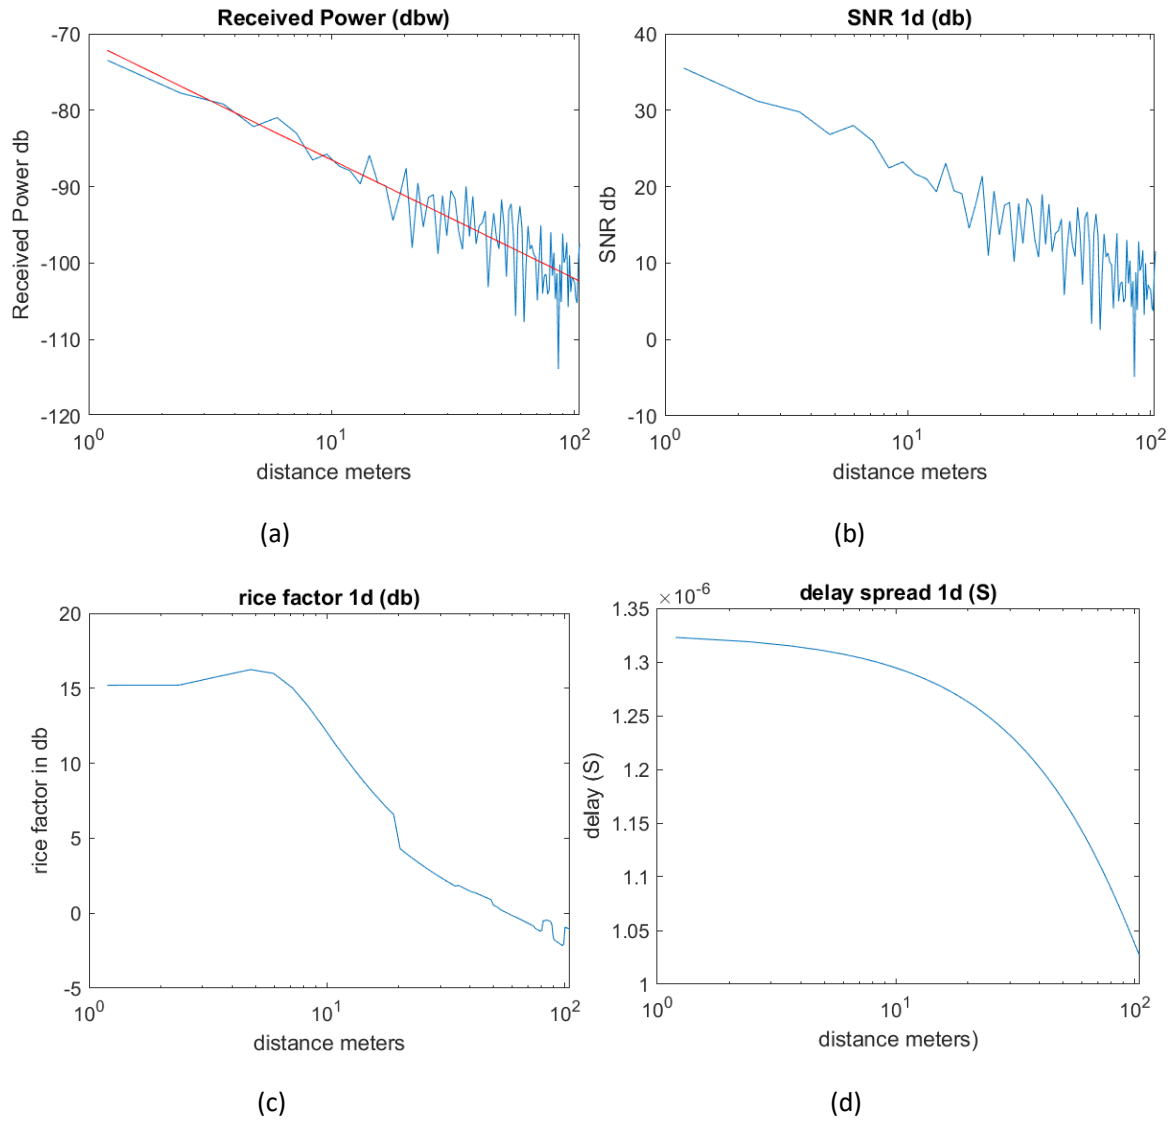 Received Power (dbw)
Received Power db
-70
-80
-90
-100
-110
-120
10^0
10^1
10^2
distance meters
(a)
SNR 1d (db)
SNR db
40
30
20
10
0
-10
10^0
10^1
10^2
distance meters
(b)
rice factor 1d (db)
rice factor in db
20
15
10
5
0
-5
10^0
10^1
10^2
distance meters
(c)
×10^-6
delay spread 1d (S)
delay (S)
1.35
1.3
1.25
1.2
1.15
1.1
1.05
1
10^0
10^1
10^2
distance meters)
(d)